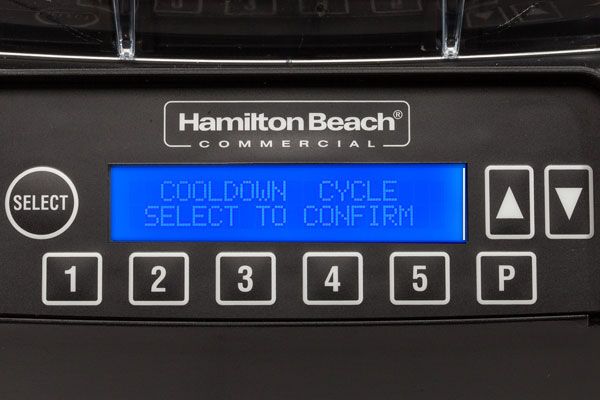 Hamilton Beach®
COMMERCIAL
SELECT
COOLDOWN CYCLE
SELECT TO CONFIRM
▲ ▼
1 2 3 4 5 P